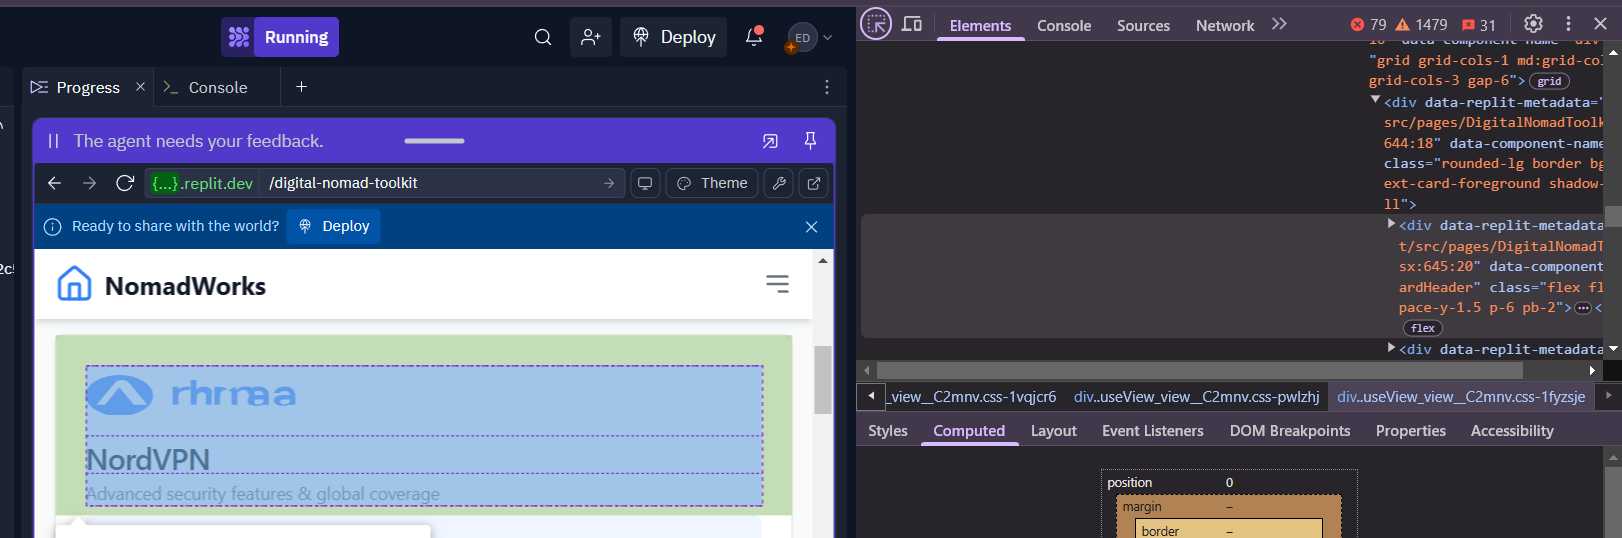 Running
Deploy
ED
Elements
Console
Sources
Network
79
1479
31
Progress
Console
The agent needs your feedback.
{...}.replit.dev
/digital-nomad-toolkit
Theme
Ready to share with the world?
Deploy
NomadWorks
NordVPN
Advanced security features & global coverage
"grid grid-cols-1 md:grid-co
grid-cols-3 gap-6">
grid
<div data-replit-metadata="
src/pages/DigitalNomadToolk
644:18" data-component-name
class="rounded-lg border bg
ext-card-foreground shadow-
ll">
<div data-replit-metadata
t/src/pages/DigitalNomadT
sx:645:20" data-component
ardHeader" class="flex fl
pace-y-1.5 p-6 pb-2">
flex
<div data-replit-metadata
_view__C2mnv.css-1vqjcr6
div..useView_view__C2mnv.css-pwlzhj
div..useView_view__C2mnv.css-1fyzsje
Styles
Computed
Layout
Event Listeners
DOM Breakpoints
Properties
Accessibility
position
0
margin
–
border
–